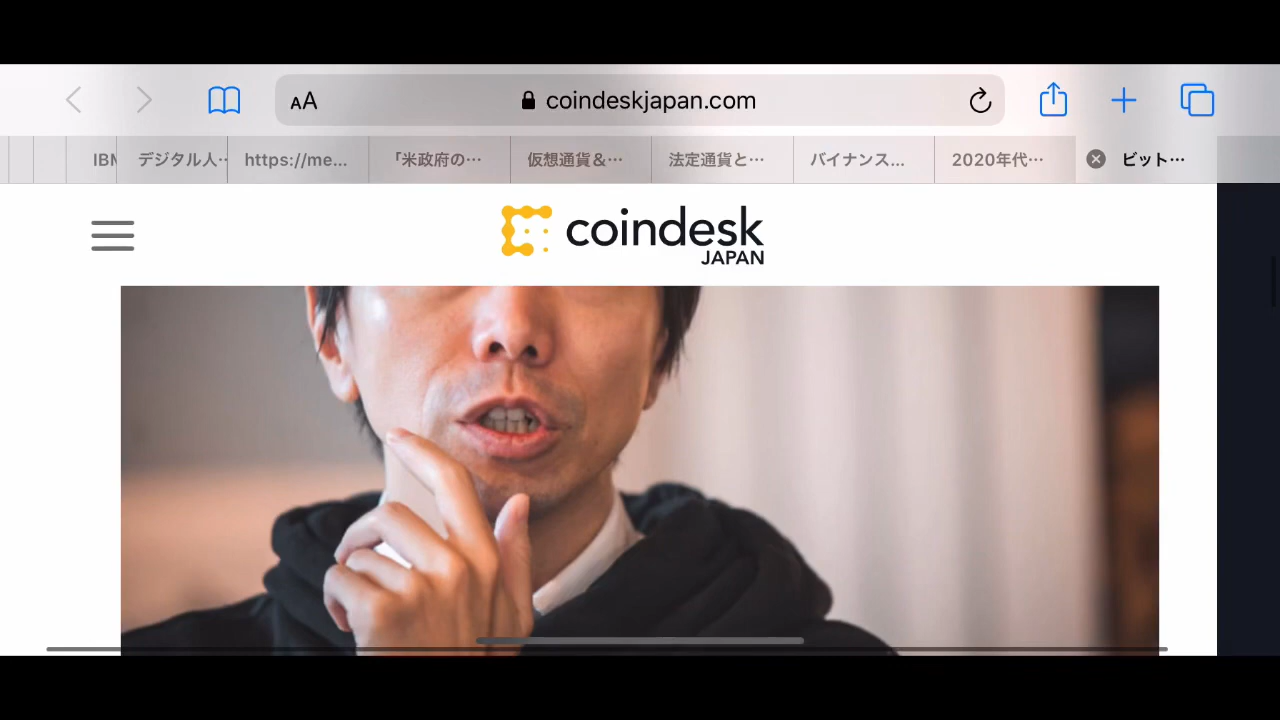 AA coindeskjapan.com
IBM デジタル人… https://me... 「米政府の… 仮想通貨＆… 法定通貨と… バイナンス... 2020年代… ビット…
coindesk
JAPAN